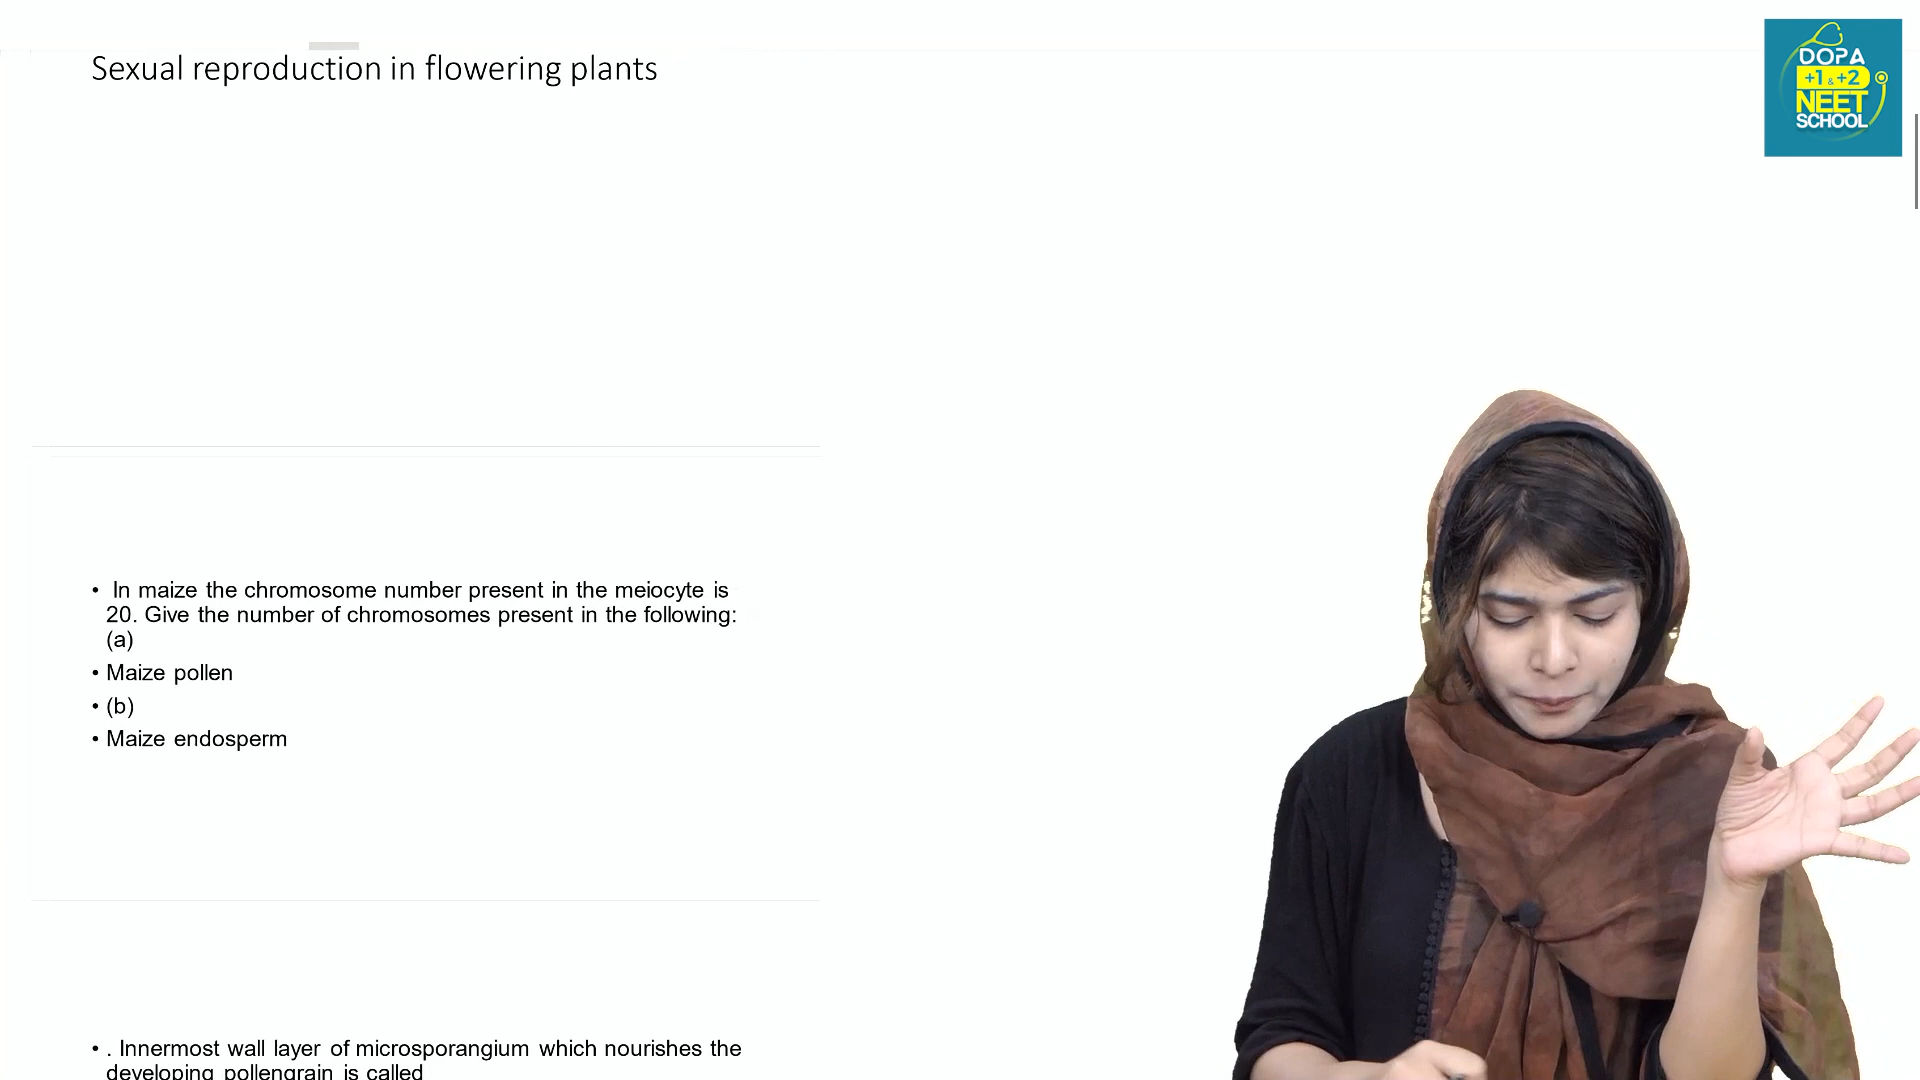 Sexual reproduction in flowering plants
DOPA
+1 & +2
NEET
SCHOOL
• In maize the chromosome number present in the meiocyte is
20. Give the number of chromosomes present in the following:
(a)
• Maize pollen
• (b)
• Maize endosperm
• . Innermost wall layer of microsporangium which nourishes the
developing pollengrain is called